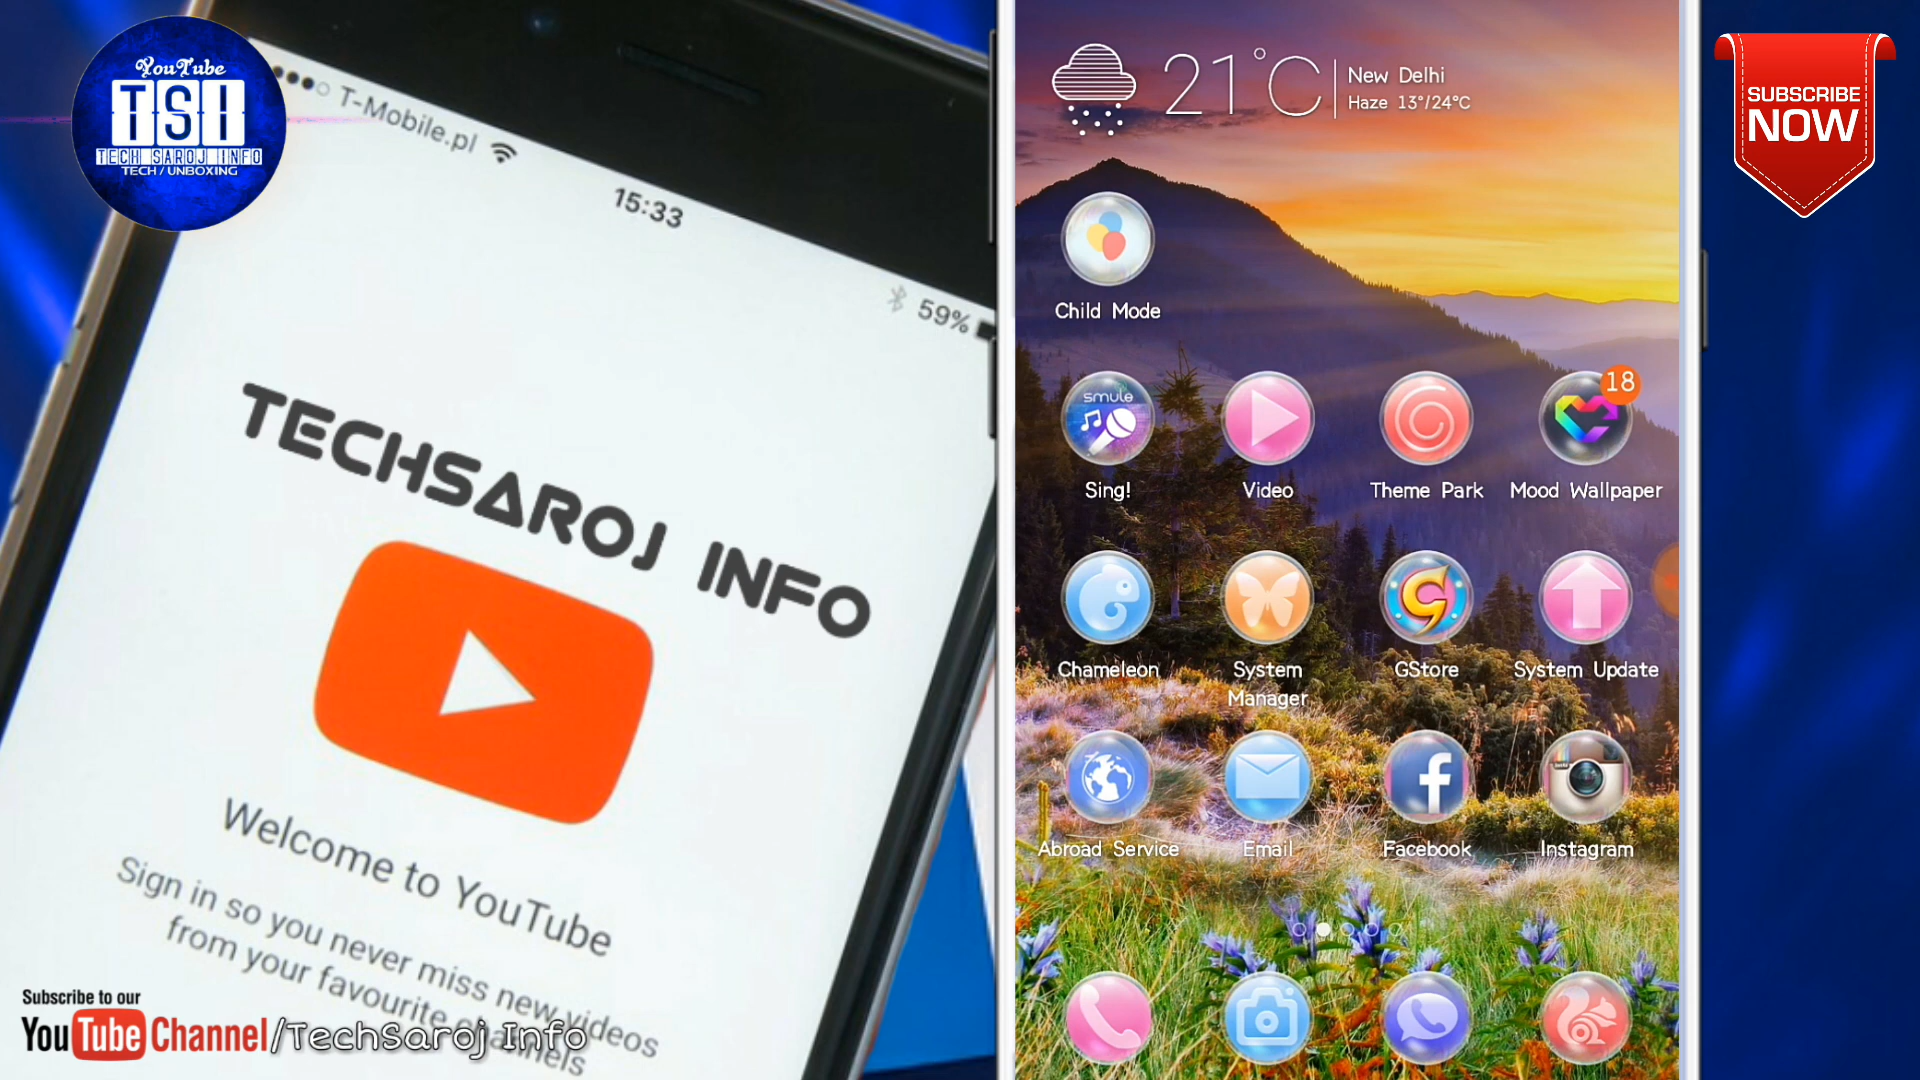 YouTube
TSI
TECH SAROJ INFO
TECH / UNBOXING
T-Mobile.pl
15:33
59%
TECHSAROJ INFO
Welcome to YouTube
Sign in so you never miss new videos
from your favourite channels
Subscribe to our
YouTube Channel/TechSaroj Info
21°C
New Delhi
Haze 13°/24°C
Child Mode
smule
18
Sing!
Video
Theme Park
Mood Wallpaper
G
Chameleon
System
Manager
GStore
System Update
f
Abroad Service
Email
Facebook
Instagram
SUBSCRIBE
NOW